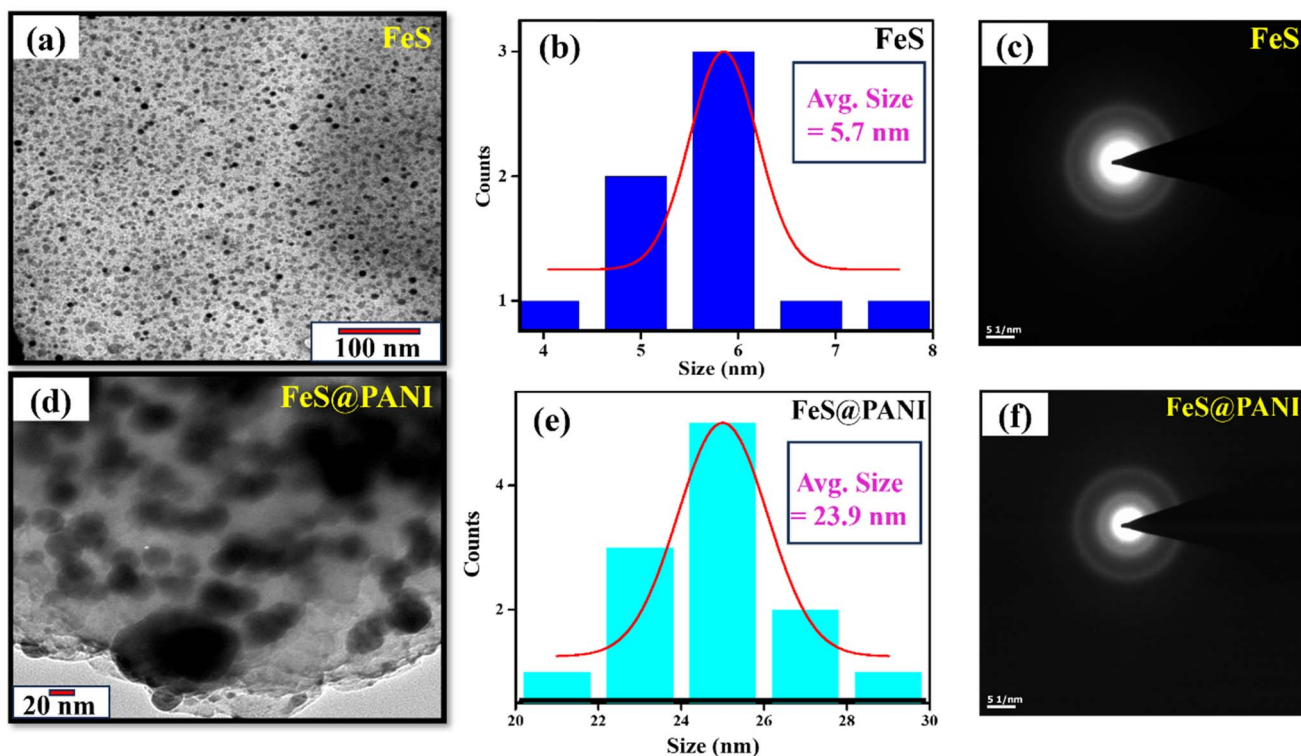 (a)
FeS
100 nm
(b)
FeS
Avg. Size
= 5.7 nm
Counts
3
2
1
4
5
6
7
8
Size (nm)
(c)
FeS
5 1/nm
(d)
FeS@PANI
20 nm
(e)
FeS@PANI
Avg. Size
= 23.9 nm
Counts
4
2
20
22
24
26
28
30
Size (nm)
(f)
FeS@PANI
5 1/nm